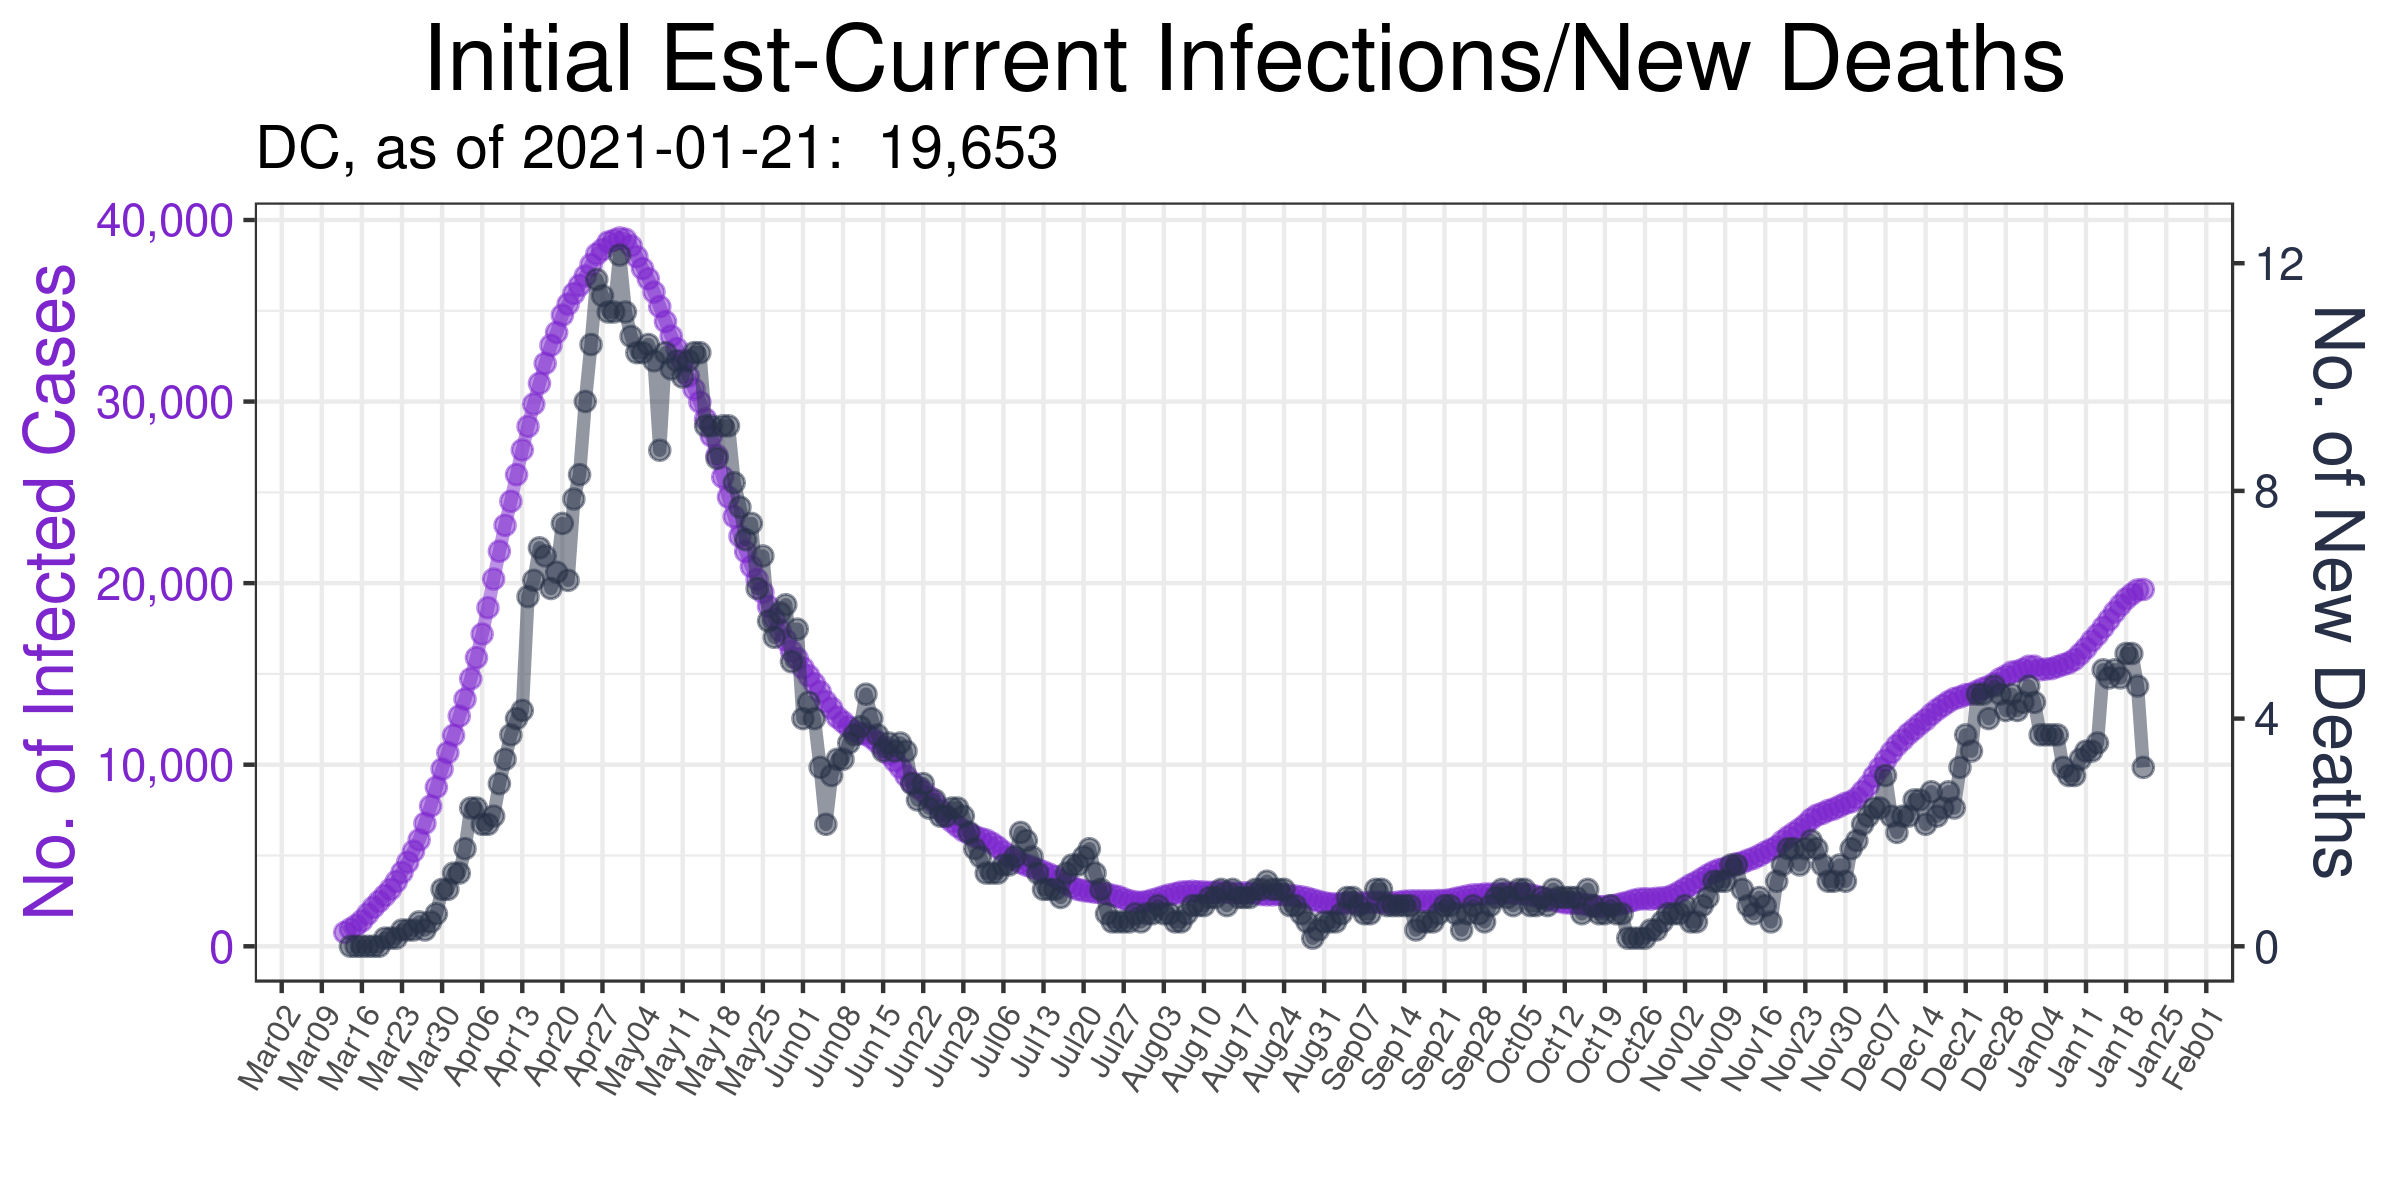 Initial Est-Current Infections/New Deaths
DC, as of 2021-01-21:  19,653
No. of Infected Cases
40,000
30,000
20,000
10,000
0
12
8
4
0
No. of New Deaths
Mar02
Mar09
Mar16
Mar23
Mar30
Apr06
Apr13
Apr20
Apr27
May04
May11
May18
May25
Jun01
Jun08
Jun15
Jun22
Jun29
Jul06
Jul13
Jul20
Jul27
Aug03
Aug10
Aug17
Aug24
Aug31
Sep07
Sep14
Sep21
Sep28
Oct05
Oct12
Oct19
Oct26
Nov02
Nov09
Nov16
Nov23
Nov30
Dec07
Dec14
Dec21
Dec28
Jan04
Jan11
Jan18
Jan25
Feb01